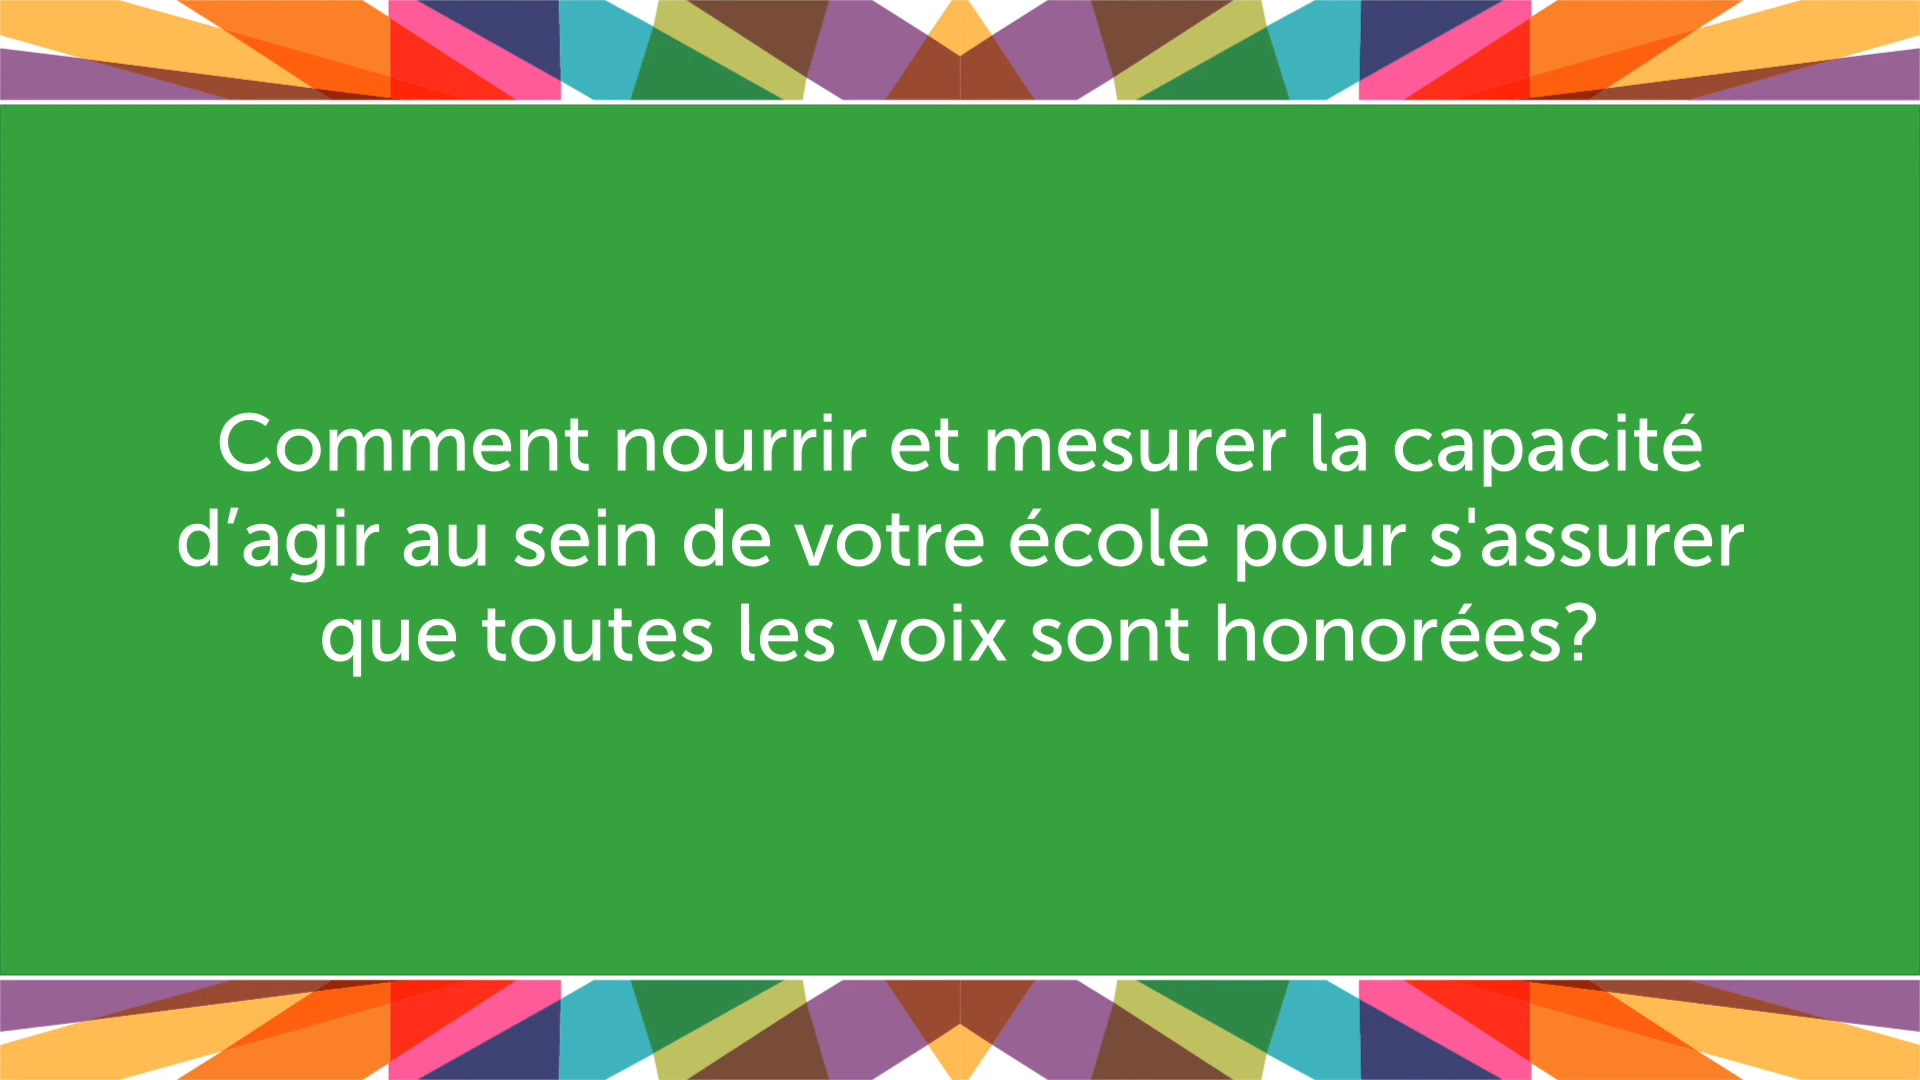 Comment nourrir et mesurer la capacité
d’agir au sein de votre école pour s'assurer
que toutes les voix sont honorées?